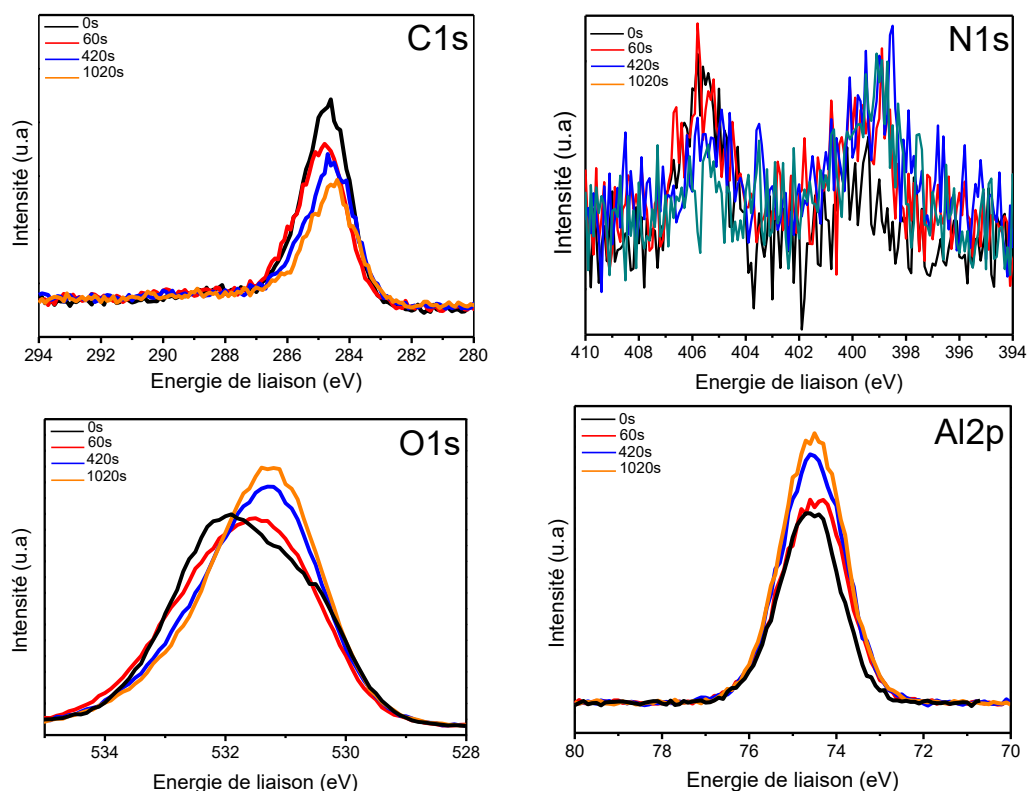 0s
60s
420s
1020s
C1s
Intensité (u.a)
294 292 290 288 286 284 282 280
Energie de liaison (eV)
0s
60s
420s
1020s
N1s
Intensité (u.a)
410 408 406 404 402 400 398 396 394
Energie de liaison (eV)
0s
60s
420s
1020s
O1s
Intensité (u.a)
534 532 530 528
Energie de liaison (eV)
0s
60s
420s
1020s
Al2p
Intensité (u.a)
80 78 76 74 72 70
Energie de liaison (eV)